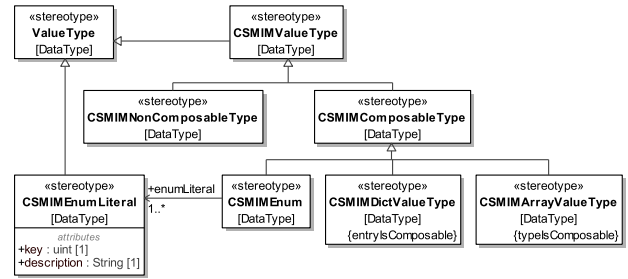 «stereotype»
ValueType
[DataType]
«stereotype»
CSMIMValueType
[DataType]
«stereotype»
CSMIMNonComposableType
[DataType]
«stereotype»
CSMIMComposableType
[DataType]
«stereotype»
CSMIMEnumLiteral
[DataType]
attributes
+key : uint [1]
+description : String [1]
+enumLiteral
1..*
«stereotype»
CSMIMEnum
[DataType]
«stereotype»
CSMIMDictValueType
[DataType]
{entryIsComposable}
«stereotype»
CSMIMArrayValueType
[DataType]
{typeIsComposable}